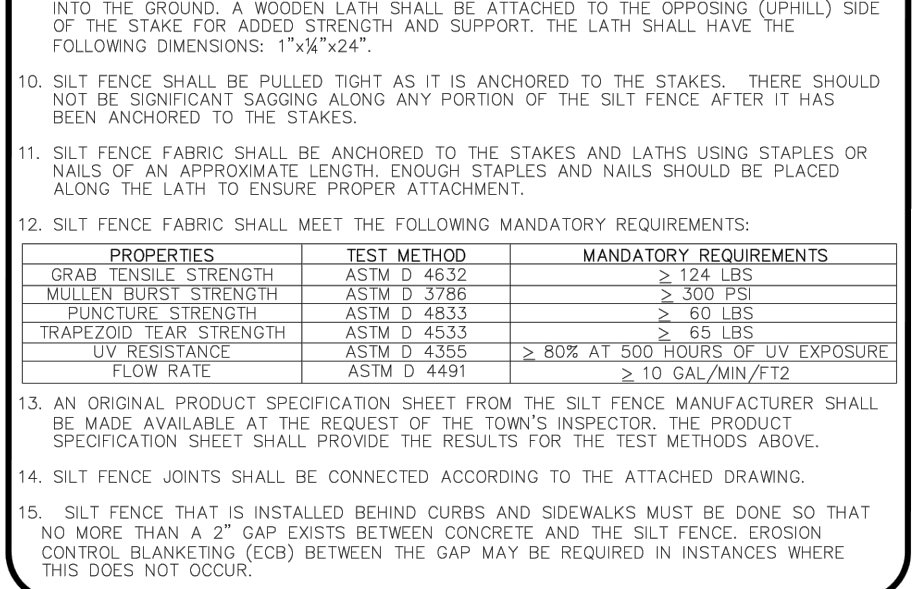 INTO THE GROUND. A WOODEN LATH SHALL BE ATTACHED TO THE OPPOSING (UPHILL) SIDE
OF THE STAKE FOR ADDED STRENGTH AND SUPPORT. THE LATH SHALL HAVE THE
FOLLOWING DIMENSIONS: 1"x¼"x24".
10. SILT FENCE SHALL BE PULLED TIGHT AS IT IS ANCHORED TO THE STAKES. THERE SHOULD
NOT BE SIGNIFICANT SAGGING ALONG ANY PORTION OF THE SILT FENCE AFTER IT HAS
BEEN ANCHORED TO THE STAKES.
11. SILT FENCE FABRIC SHALL BE ANCHORED TO THE STAKES AND LATHS USING STAPLES OR
NAILS OF AN APPROXIMATE LENGTH. ENOUGH STAPLES AND NAILS SHOULD BE PLACED
ALONG THE LATH TO ENSURE PROPER ATTACHMENT.
12. SILT FENCE FABRIC SHALL MEET THE FOLLOWING MANDATORY REQUIREMENTS:
PROPERTIES TEST METHOD MANDATORY REQUIREMENTS
GRAB TENSILE STRENGTH ASTM D 4632 ≥ 124 LBS
MULLEN BURST STRENGTH ASTM D 3786 ≥ 300 PSI
PUNCTURE STRENGTH ASTM D 4833 ≥ 60 LBS
TRAPEZOID TEAR STRENGTH ASTM D 4533 ≥ 65 LBS
UV RESISTANCE ASTM D 4355 ≥ 80% AT 500 HOURS OF UV EXPOSURE
FLOW RATE ASTM D 4491 ≥ 10 GAL/MIN/FT2
13. AN ORIGINAL PRODUCT SPECIFICATION SHEET FROM THE SILT FENCE MANUFACTURER SHALL
BE MADE AVAILABLE AT THE REQUEST OF THE TOWN'S INSPECTOR. THE PRODUCT
SPECIFICATION SHEET SHALL PROVIDE THE RESULTS FOR THE TEST METHODS ABOVE.
14. SILT FENCE JOINTS SHALL BE CONNECTED ACCORDING TO THE ATTACHED DRAWING.
15. SILT FENCE THAT IS INSTALLED BEHIND CURBS AND SIDEWALKS MUST BE DONE SO THAT
NO MORE THAN A 2" GAP EXISTS BETWEEN CONCRETE AND THE SILT FENCE. EROSION
CONTROL BLANKETING (ECB) BETWEEN THE GAP MAY BE REQUIRED IN INSTANCES WHERE
THIS DOES NOT OCCUR.